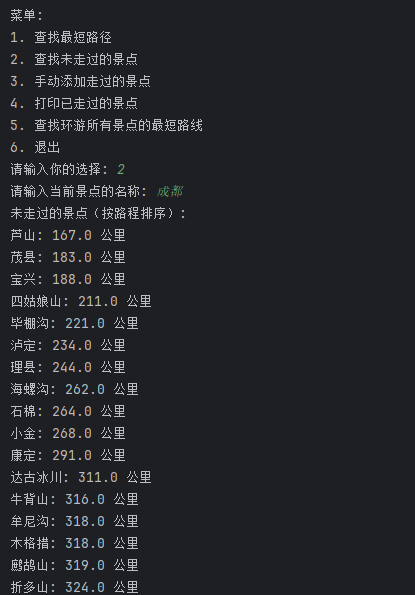 菜单:
1. 查找最短路径
2. 查找未走过的景点
3. 手动添加走过的景点
4. 打印已走过的景点
5. 查找环游所有景点的最短路线
6. 退出
请输入你的选择: 2
请输入当前景点的名称: 成都
未走过的景点（按路程排序）:
芦山: 167.0 公里
茂县: 183.0 公里
宝兴: 188.0 公里
四姑娘山: 211.0 公里
毕棚沟: 221.0 公里
泸定: 234.0 公里
理县: 244.0 公里
海螺沟: 262.0 公里
石棉: 264.0 公里
小金: 268.0 公里
康定: 291.0 公里
达古冰川: 311.0 公里
牛背山: 316.0 公里
牟尼沟: 318.0 公里
木格措: 318.0 公里
鹧鸪山: 319.0 公里
折多山: 324.0 公里